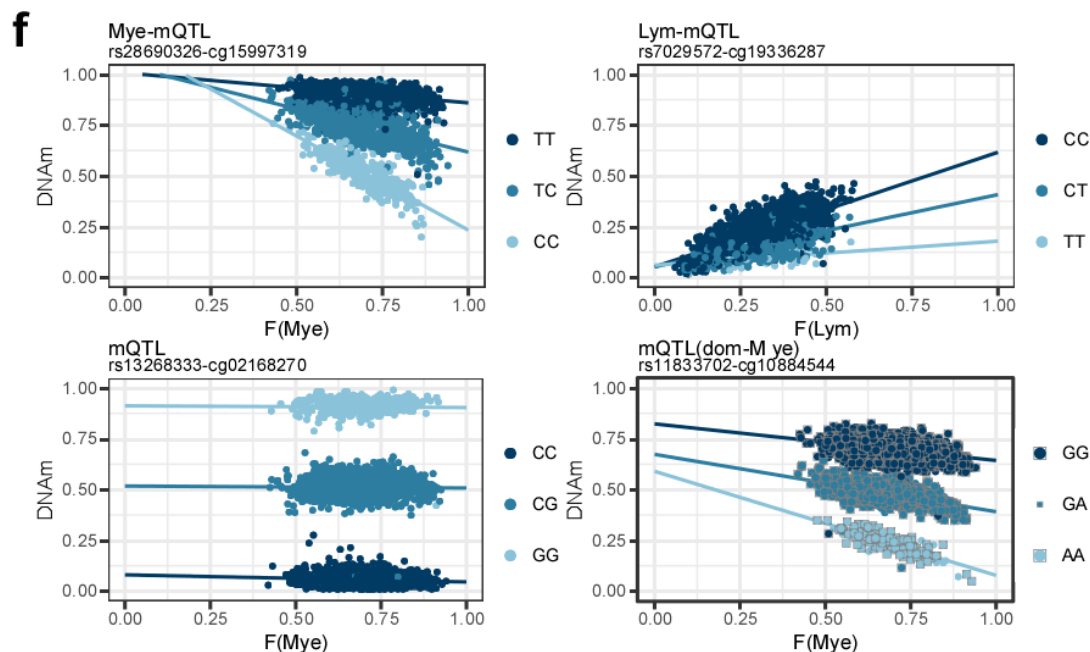 f
Mye-mQTL
rs28690326-cg15997319
1.00
0.75
0.50
0.25
0.00
DNAm
0.00 0.25 0.50 0.75 1.00
F(Mye)
TT
TC
CC
Lym-mQTL
rs7029572-cg19336287
1.00
0.75
0.50
0.25
0.00
DNAm
0.00 0.25 0.50 0.75 1.00
F(Lym)
CC
CT
TT
mQTL
rs13268333-cg02168270
1.00
0.75
0.50
0.25
0.00
DNAm
0.00 0.25 0.50 0.75 1.00
F(Mye)
CC
CG
GG
mQTL(dom-M ye)
rs11833702-cg10884544
1.00
0.75
0.50
0.25
0.00
DNAm
0.00 0.25 0.50 0.75 1.00
F(Mye)
GG
GA
AA